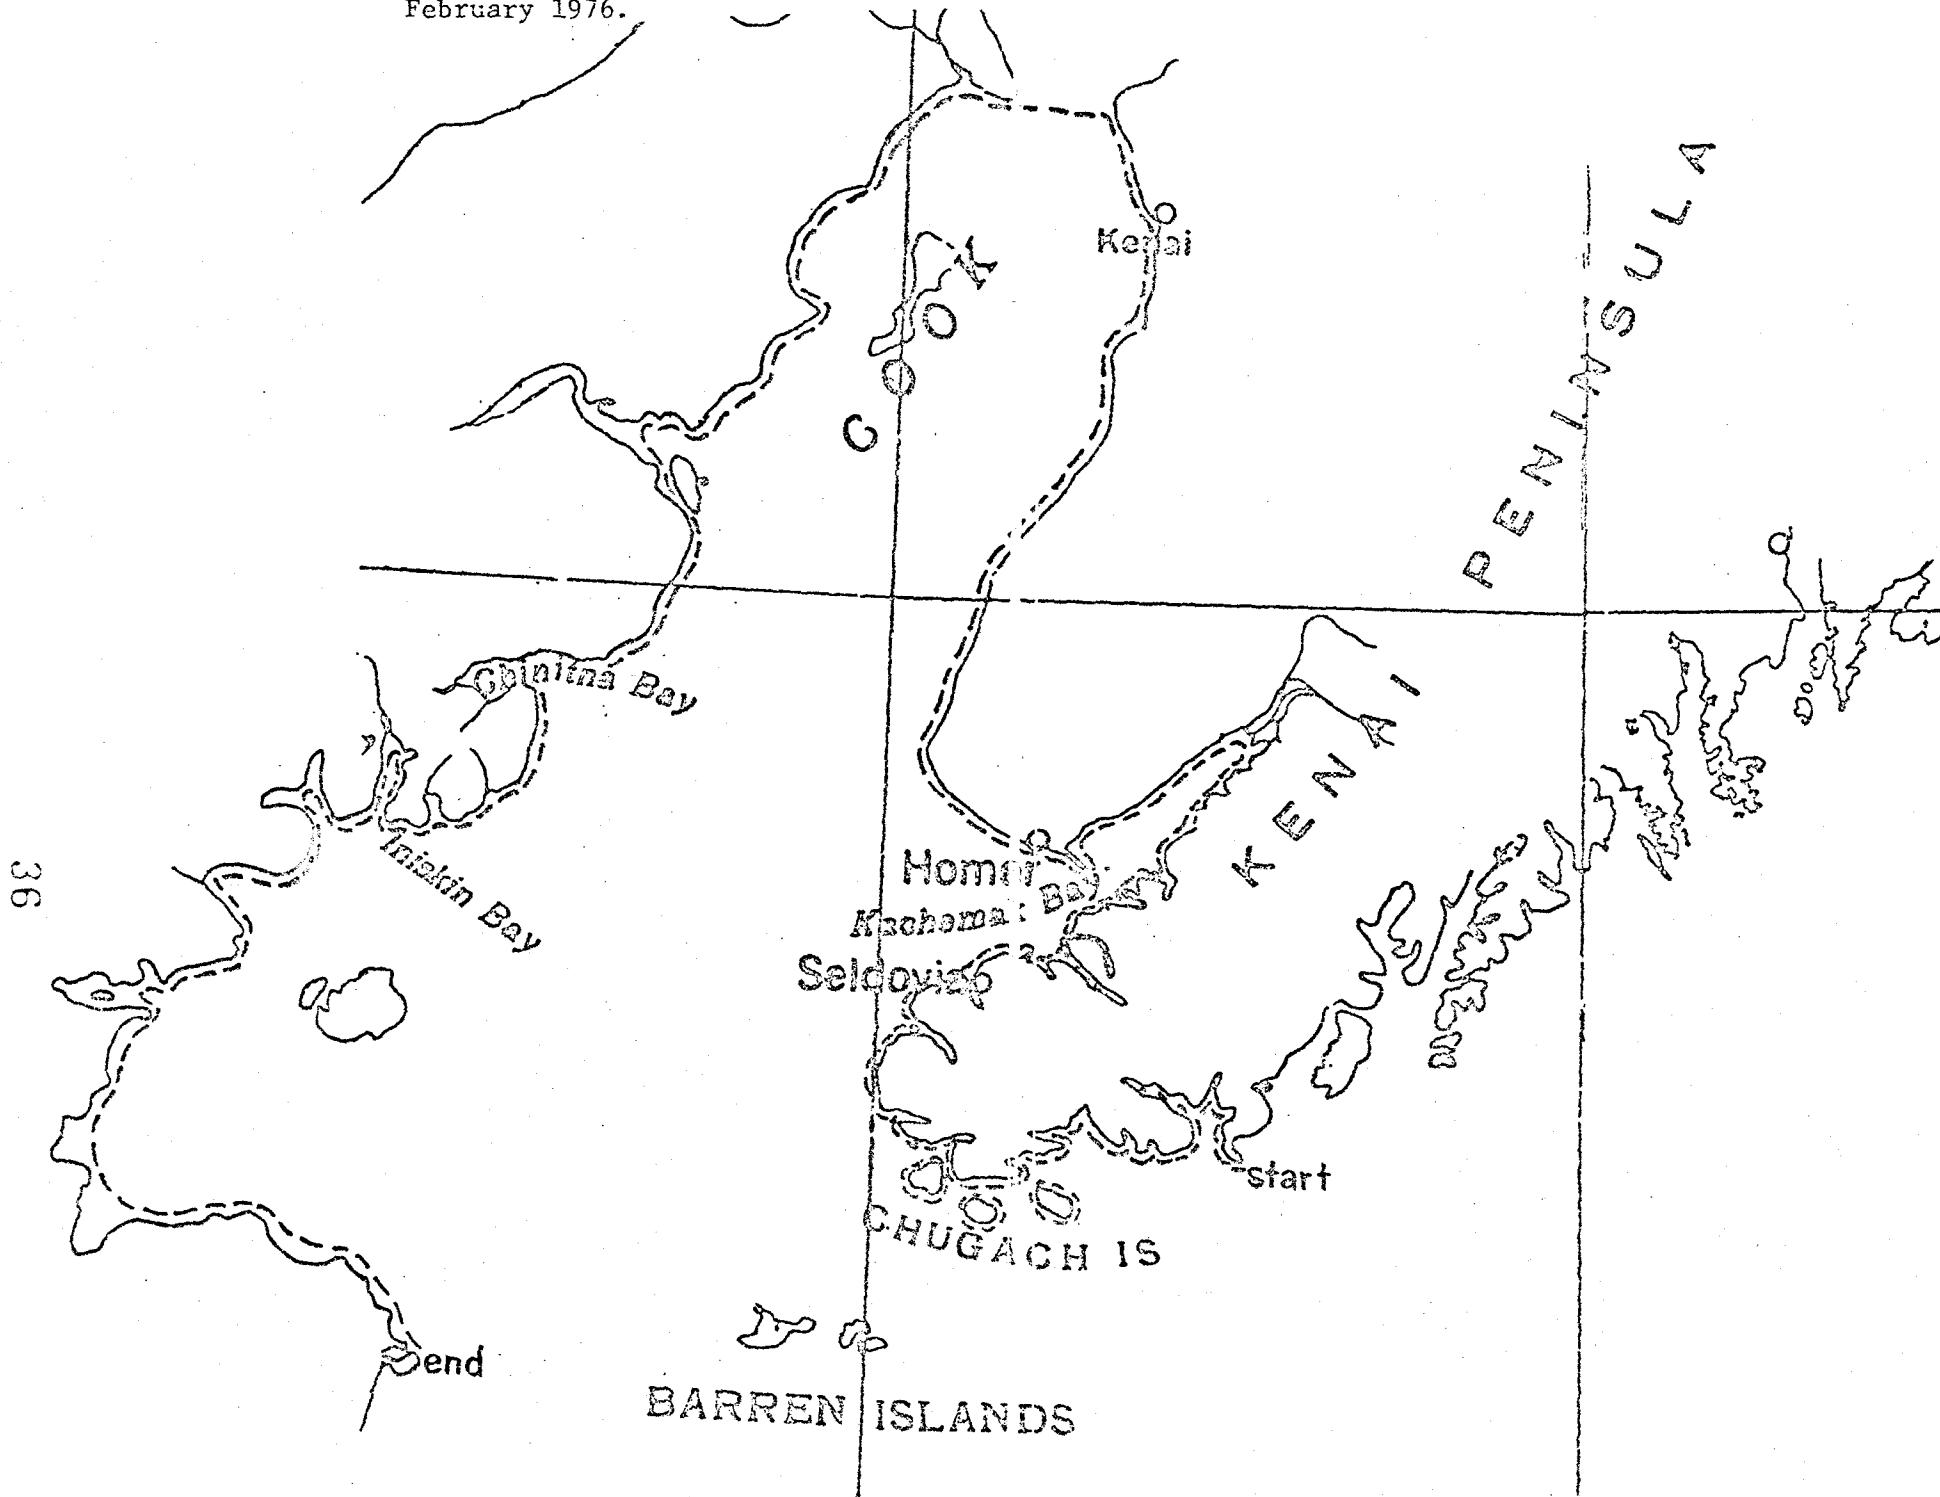 February 1976.
Kenai
COOK
PENINSULA
Chinitna Bay
KENAI
Iniskin Bay
Homer
Kachemak Bay
Seldovia
start
CHUGACH IS
end
BARREN ISLANDS
36